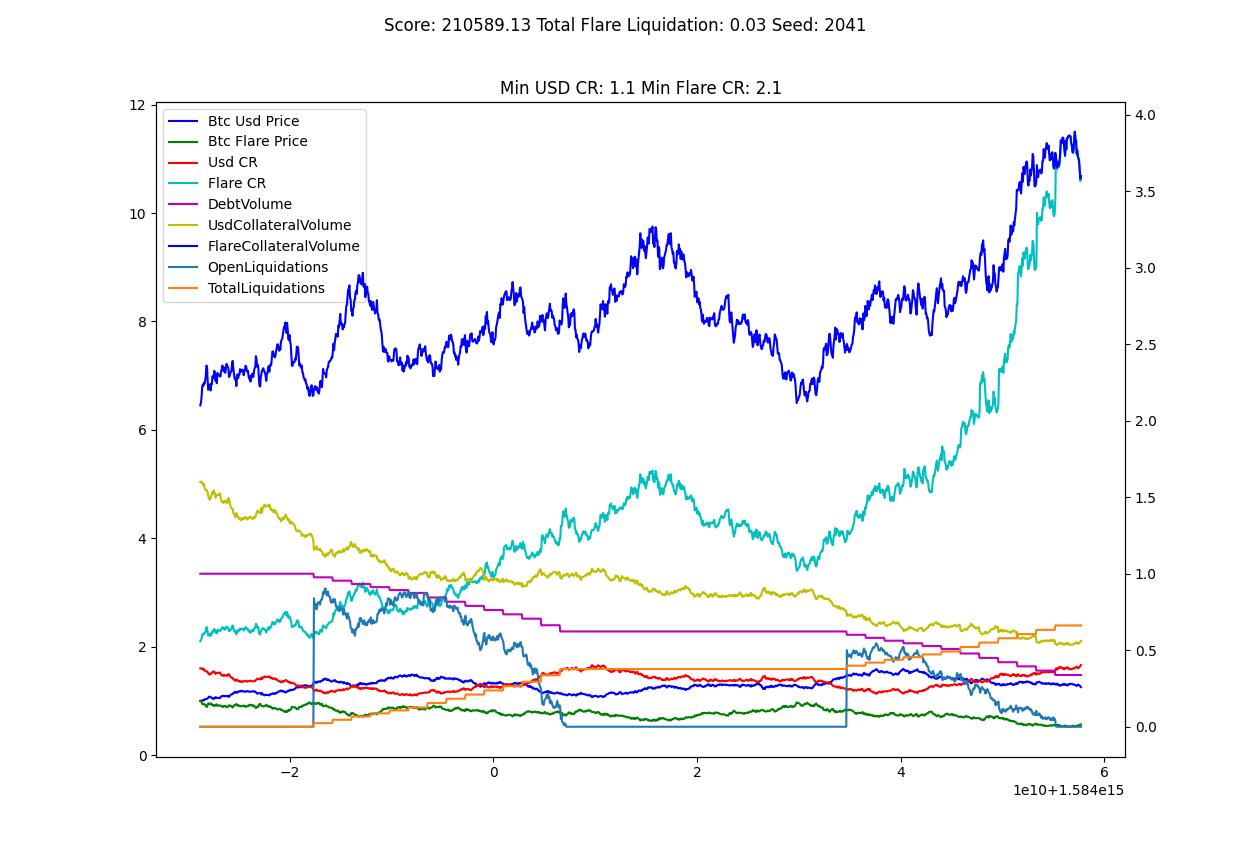 Score: 210589.13 Total Flare Liquidation: 0.03 Seed: 2041
Min USD CR: 1.1 Min Flare CR: 2.1
Btc Usd Price
Btc Flare Price
Usd CR
Flare CR
DebtVolume
UsdCollateralVolume
FlareCollateralVolume
OpenLiquidations
TotalLiquidations
12
10
8
6
4
2
0
4.0
3.5
3.0
2.5
2.0
1.5
1.0
0.5
0.0
−2 0 2 4 6
1e10+1.584e15